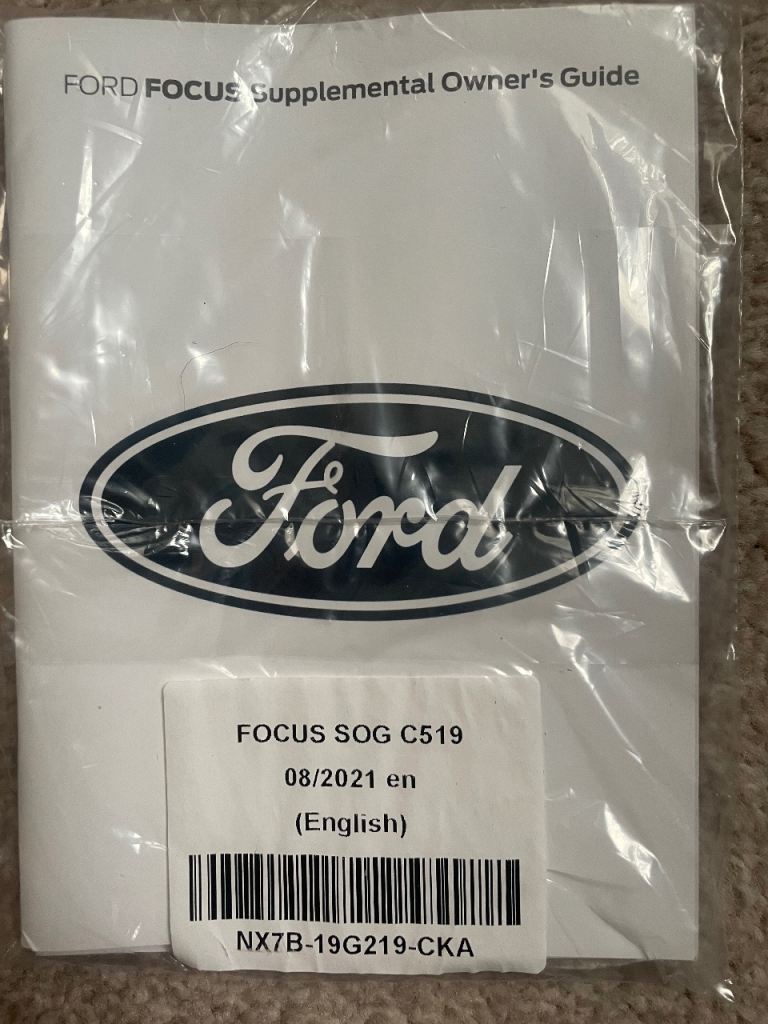 FORD FOCUS Supplemental Owner's Guide
Ford
FOCUS SOG C519
08/2021 en
(English)
NX7B-19G219-CKA